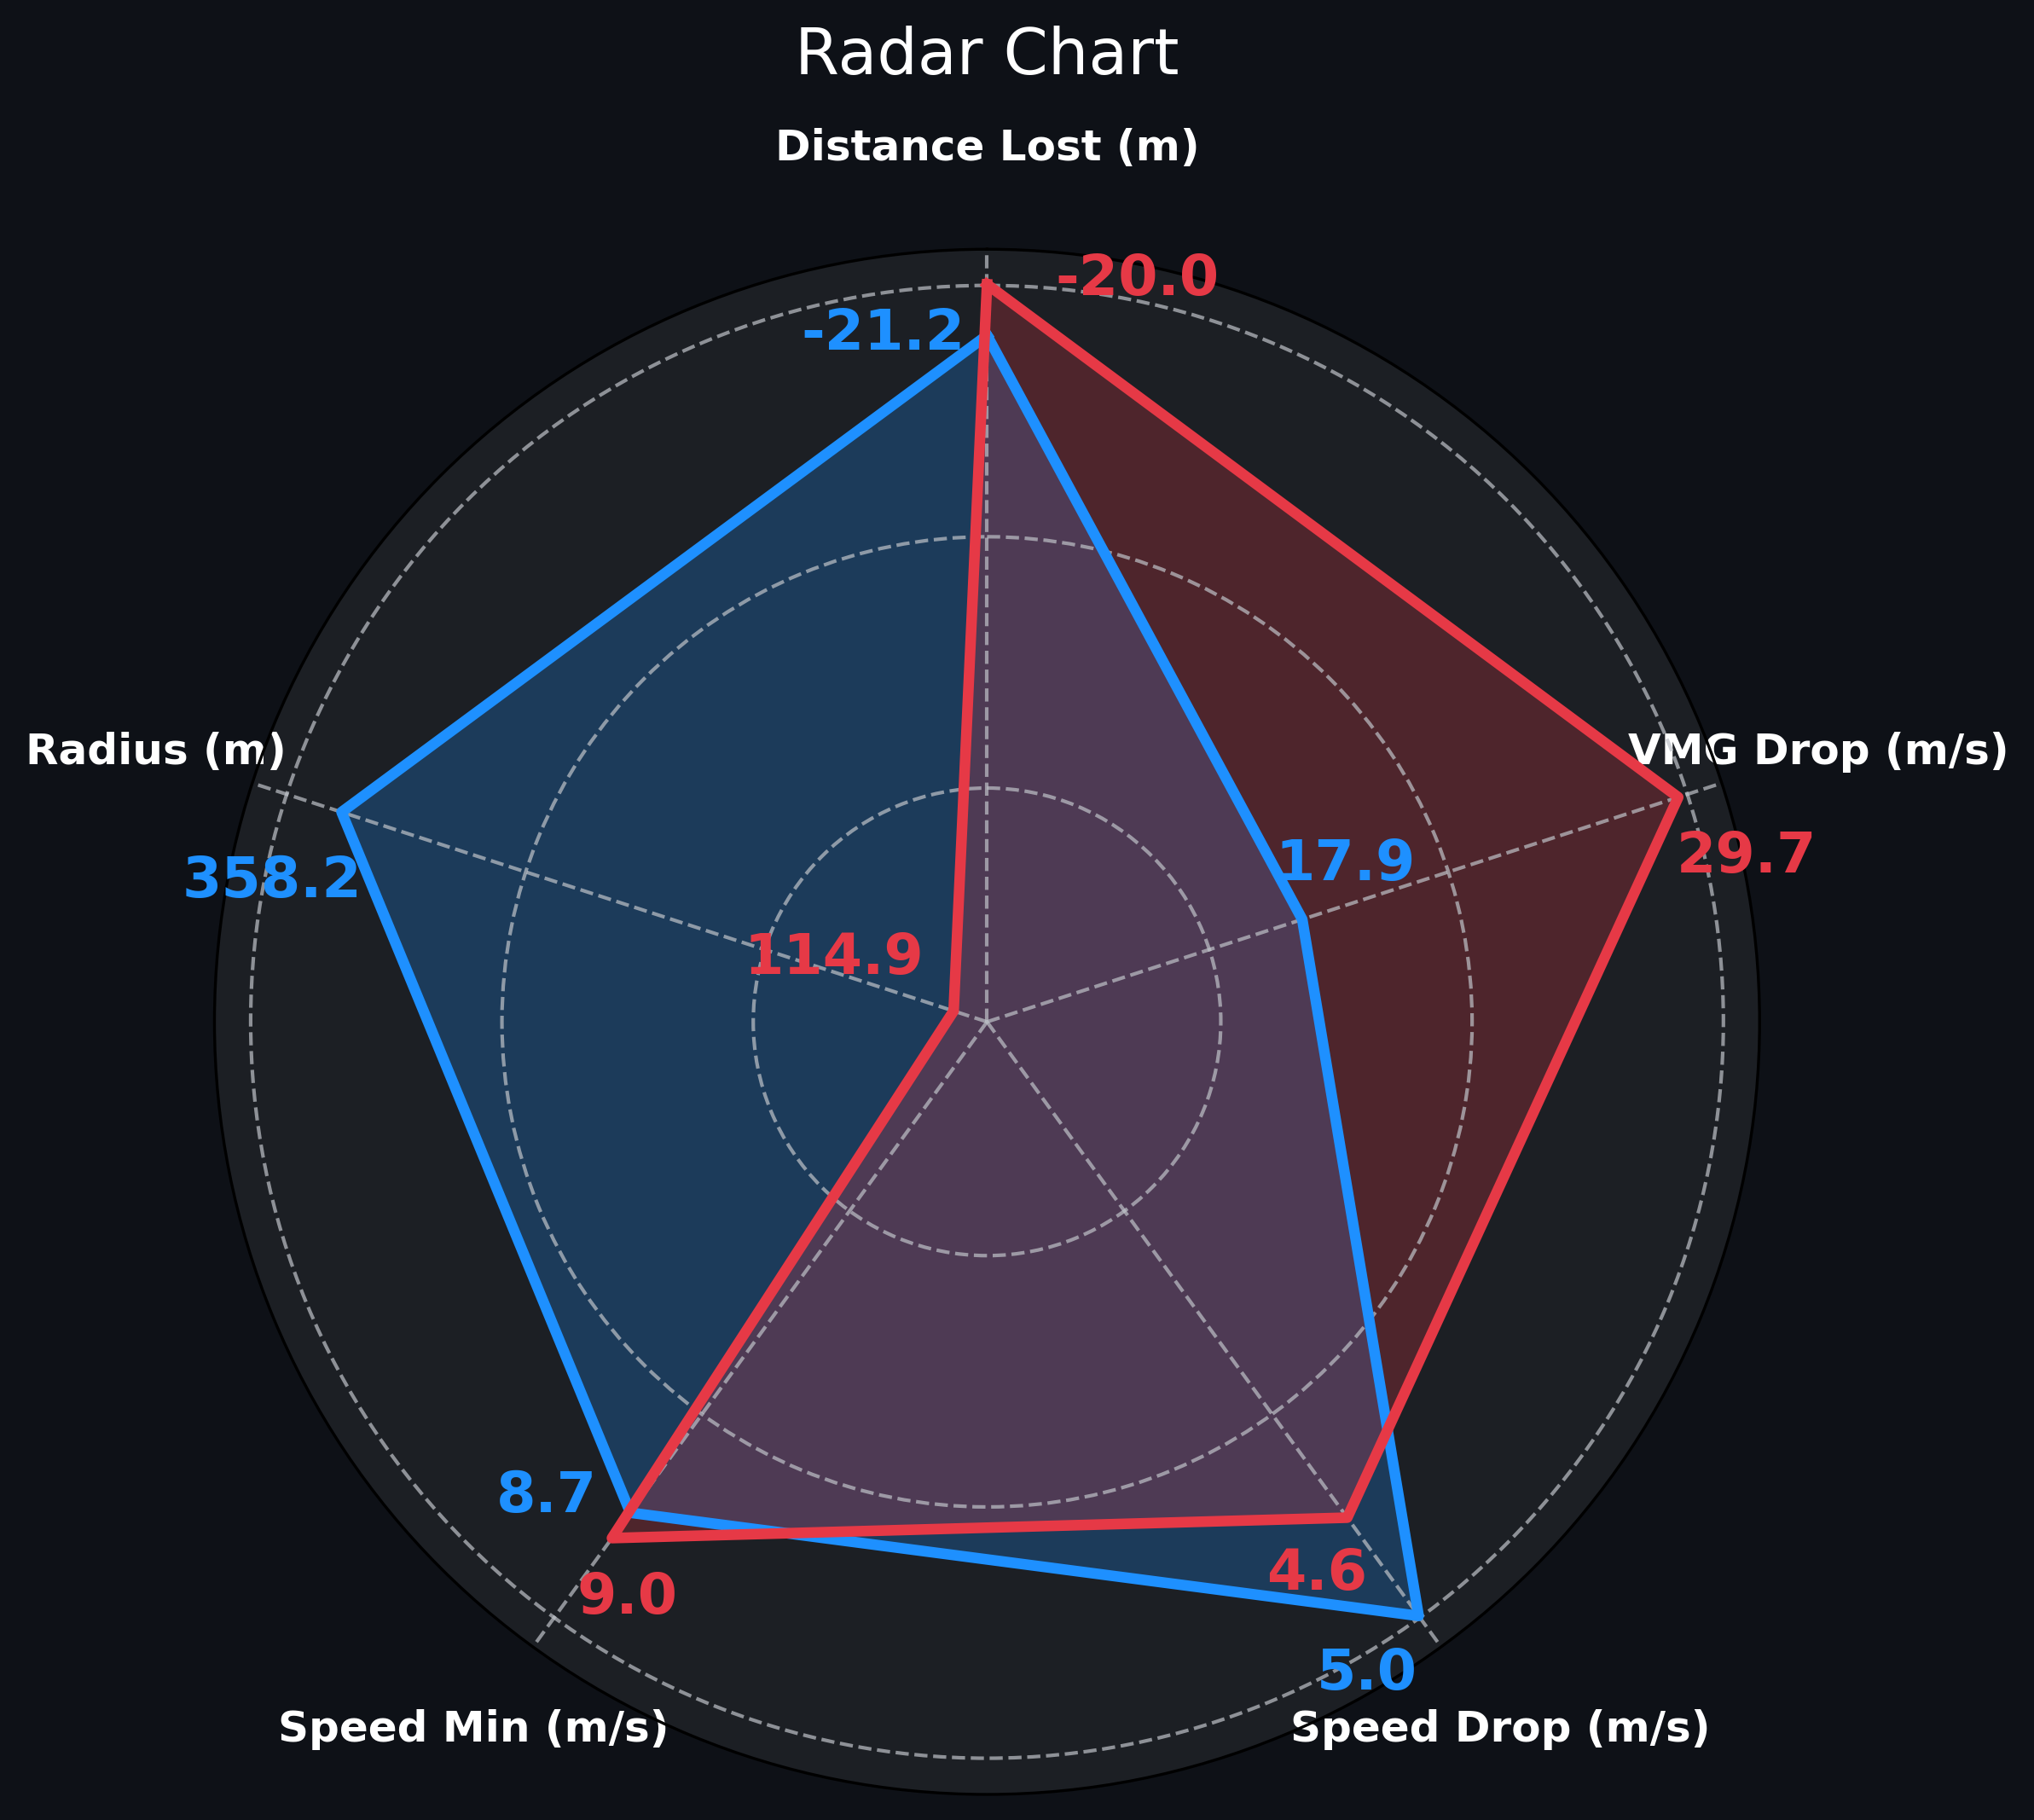 Radar Chart
Distance Lost (m)
-20.0
-21.2
Radius (m)
VMG Drop (m/s)
17.9
29.7
358.2
114.9
8.7
4.6
9.0
5.0
Speed Min (m/s)
Speed Drop (m/s)